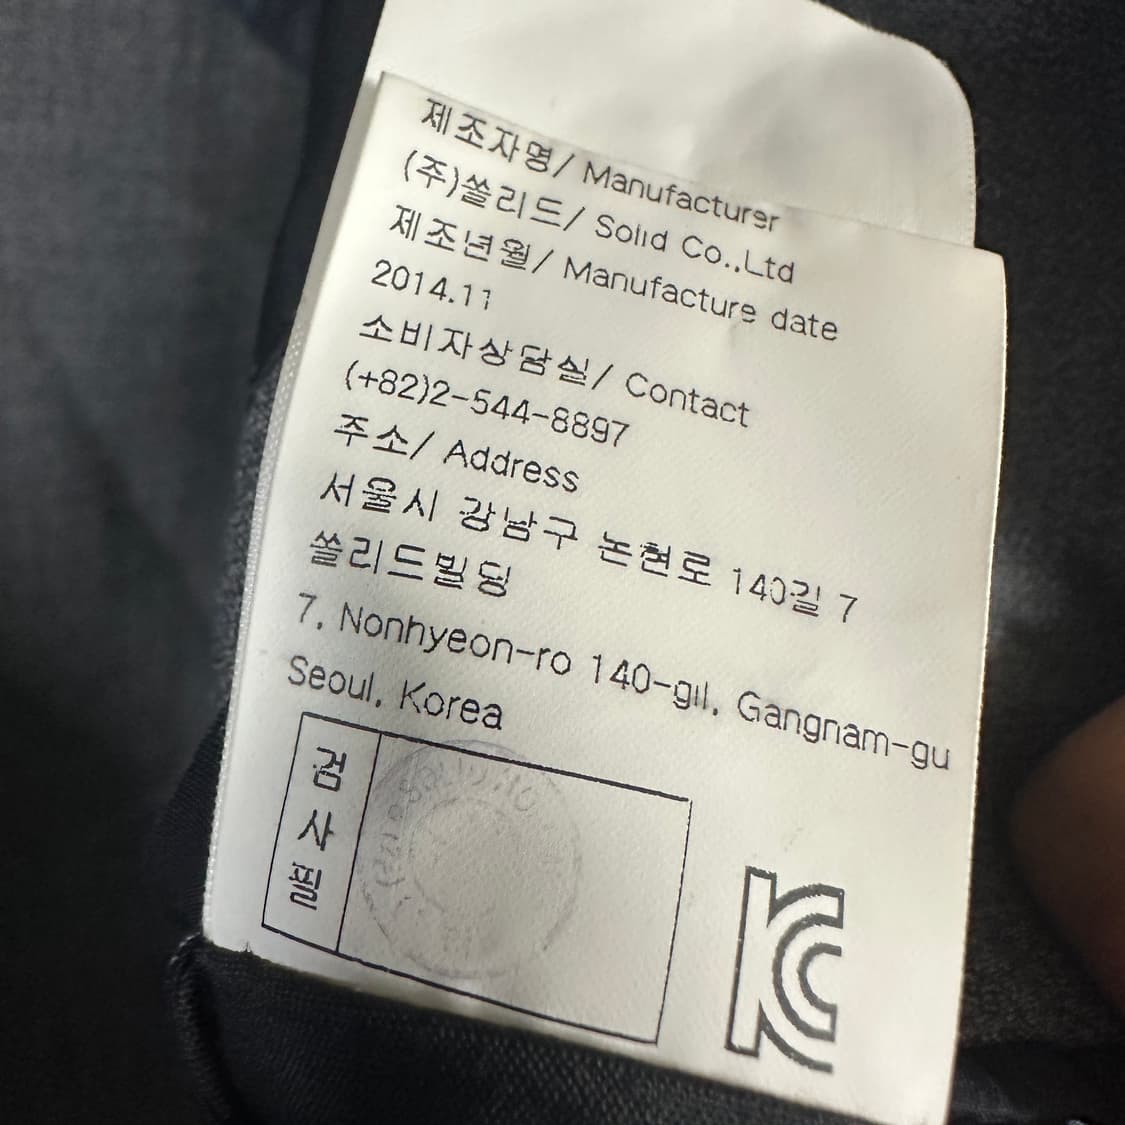 제조자명/ Manufacturer
(주)쏠리드/ Solid Co.,Ltd
제조년월/ Manufacture date
2014.11
소비자상담실/ Contact
(+82)2-544-8897
주소/ Address
서울시 강남구 논현로 140길 7
쏠리드빌딩
7, Nonhyeon-ro 140-gil, Gangnam-gu
Seoul, Korea
검사필
KC